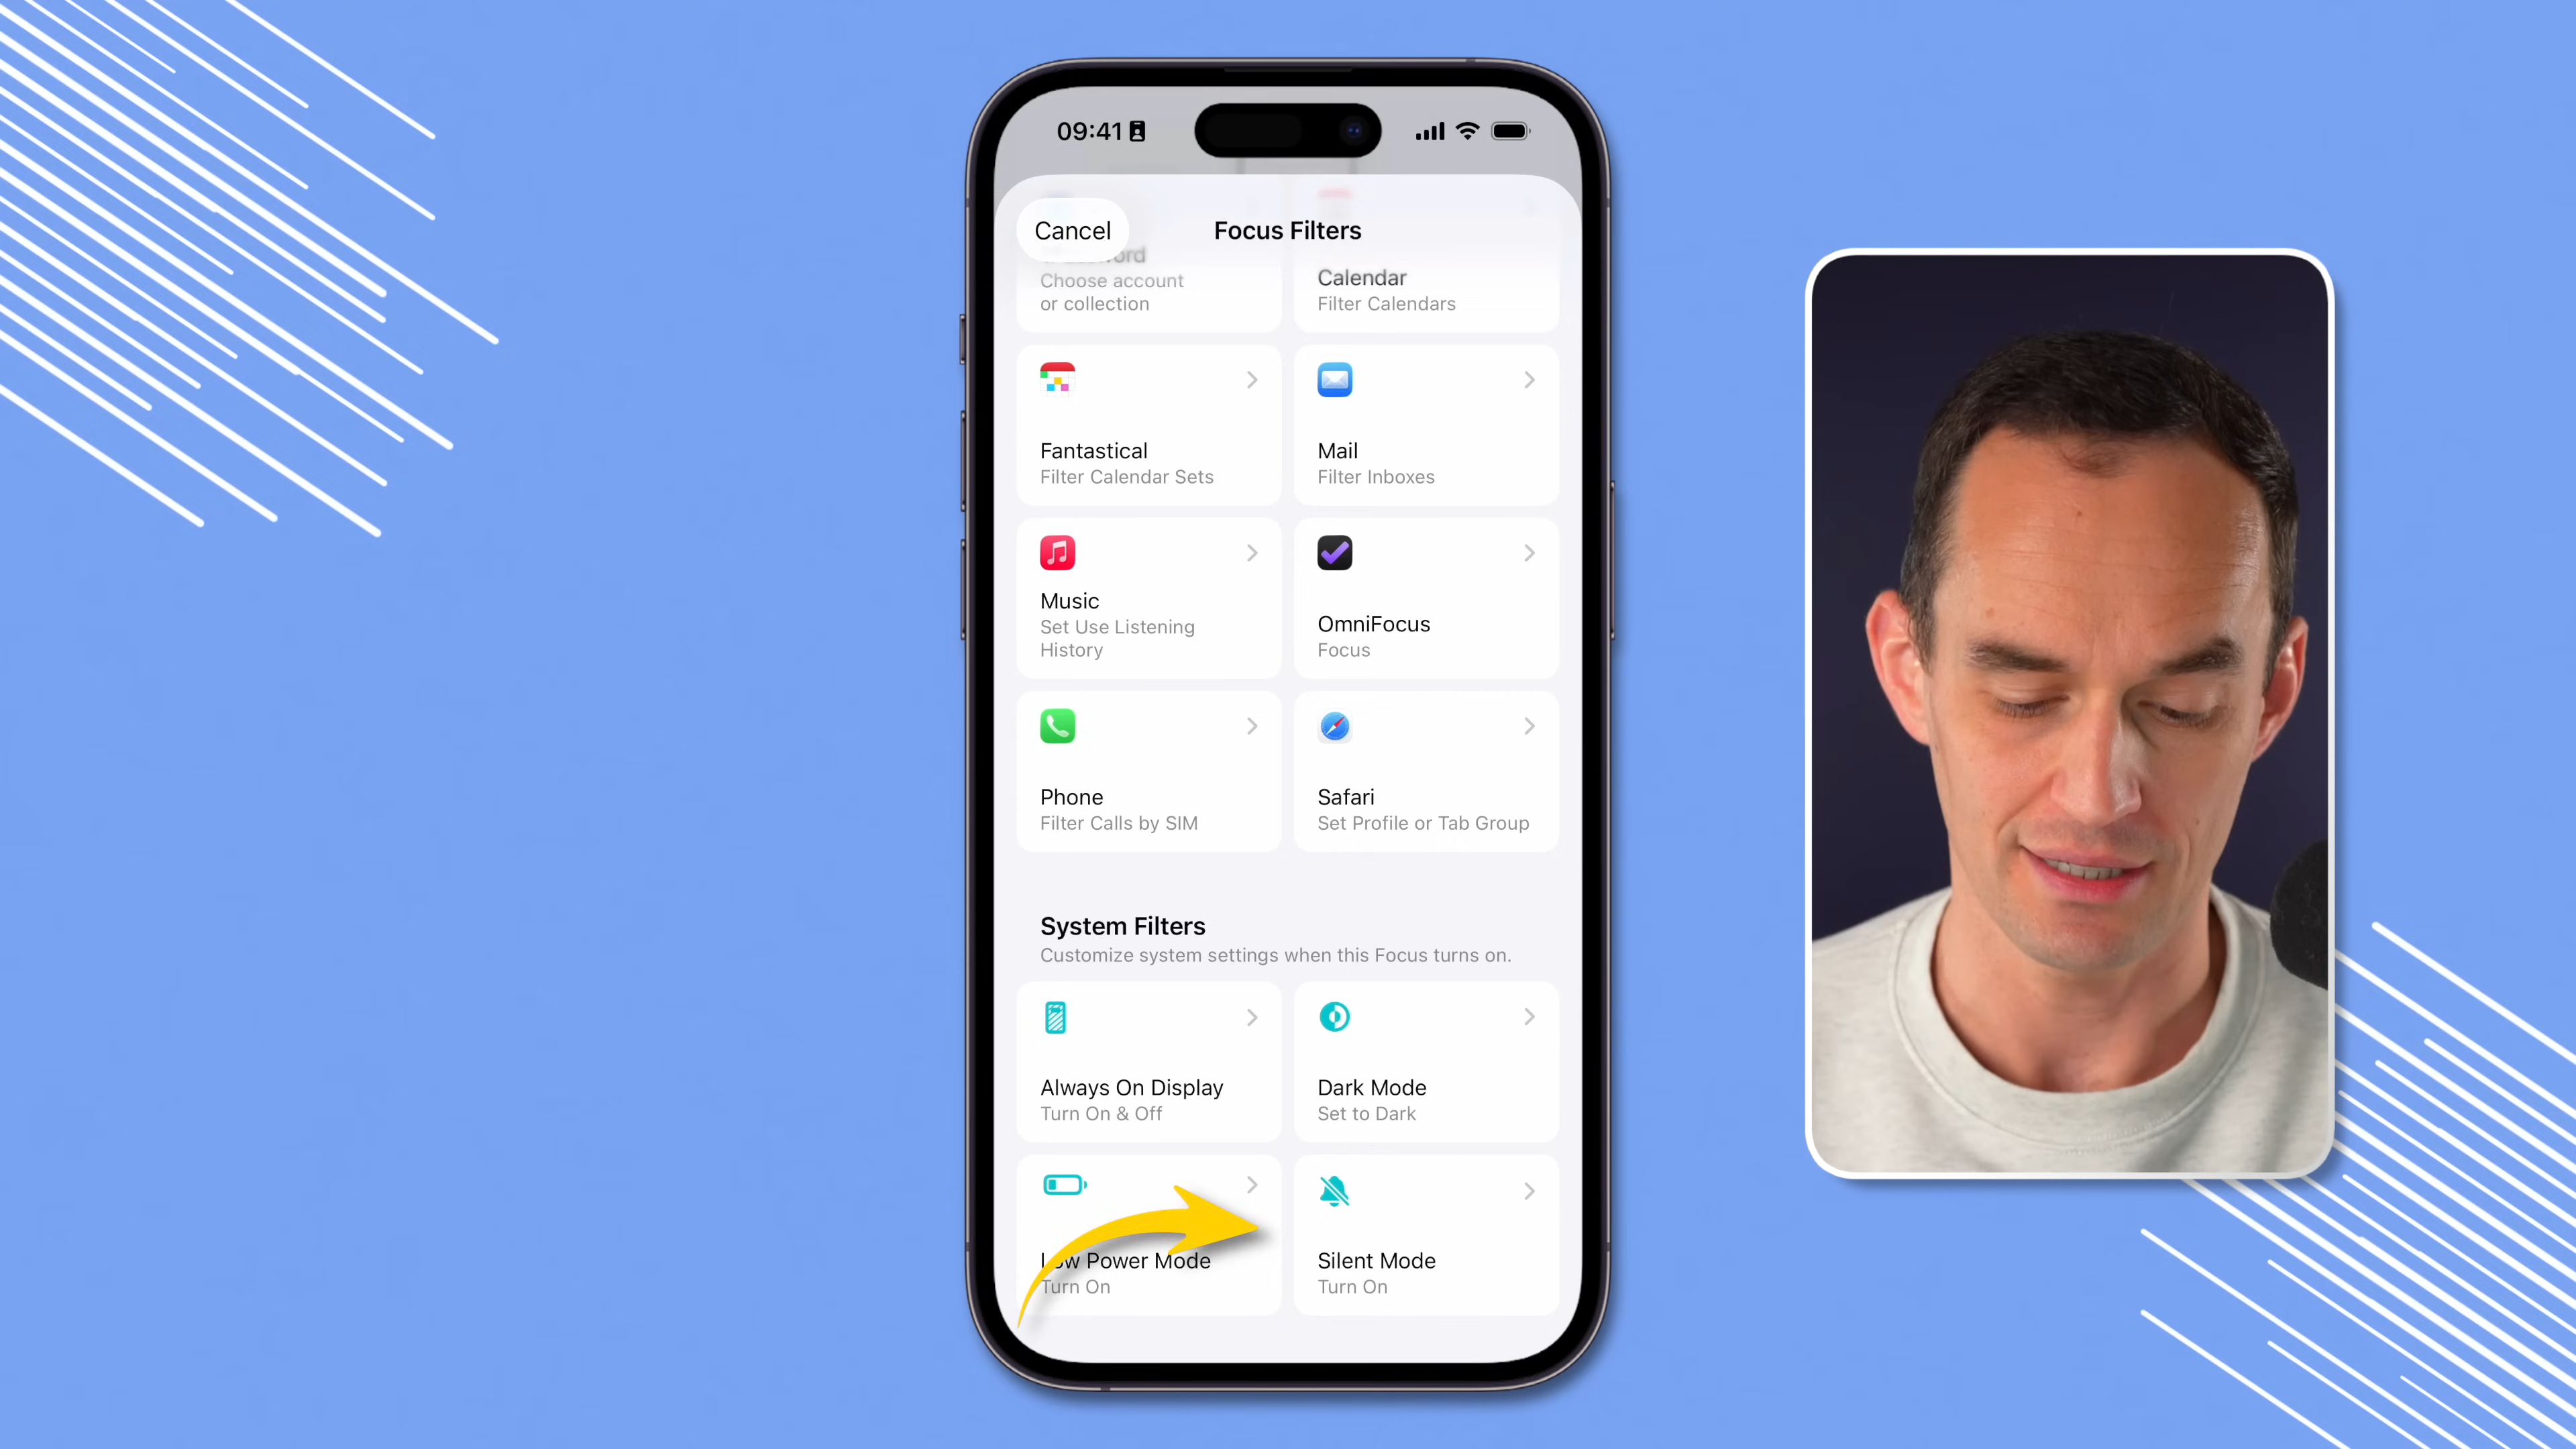 09:41
Cancel
Focus Filters
Choose account
or collection
Calendar
Filter Calendars
Fantastical
Filter Calendar Sets
Mail
Filter Inboxes
Music
Set Use Listening
History
OmniFocus
Focus
Phone
Filter Calls by SIM
Safari
Set Profile or Tab Group
System Filters
Customize system settings when this Focus turns on.
Always On Display
Turn On & Off
Dark Mode
Set to Dark
Low Power Mode
Turn On
Silent Mode
Turn On